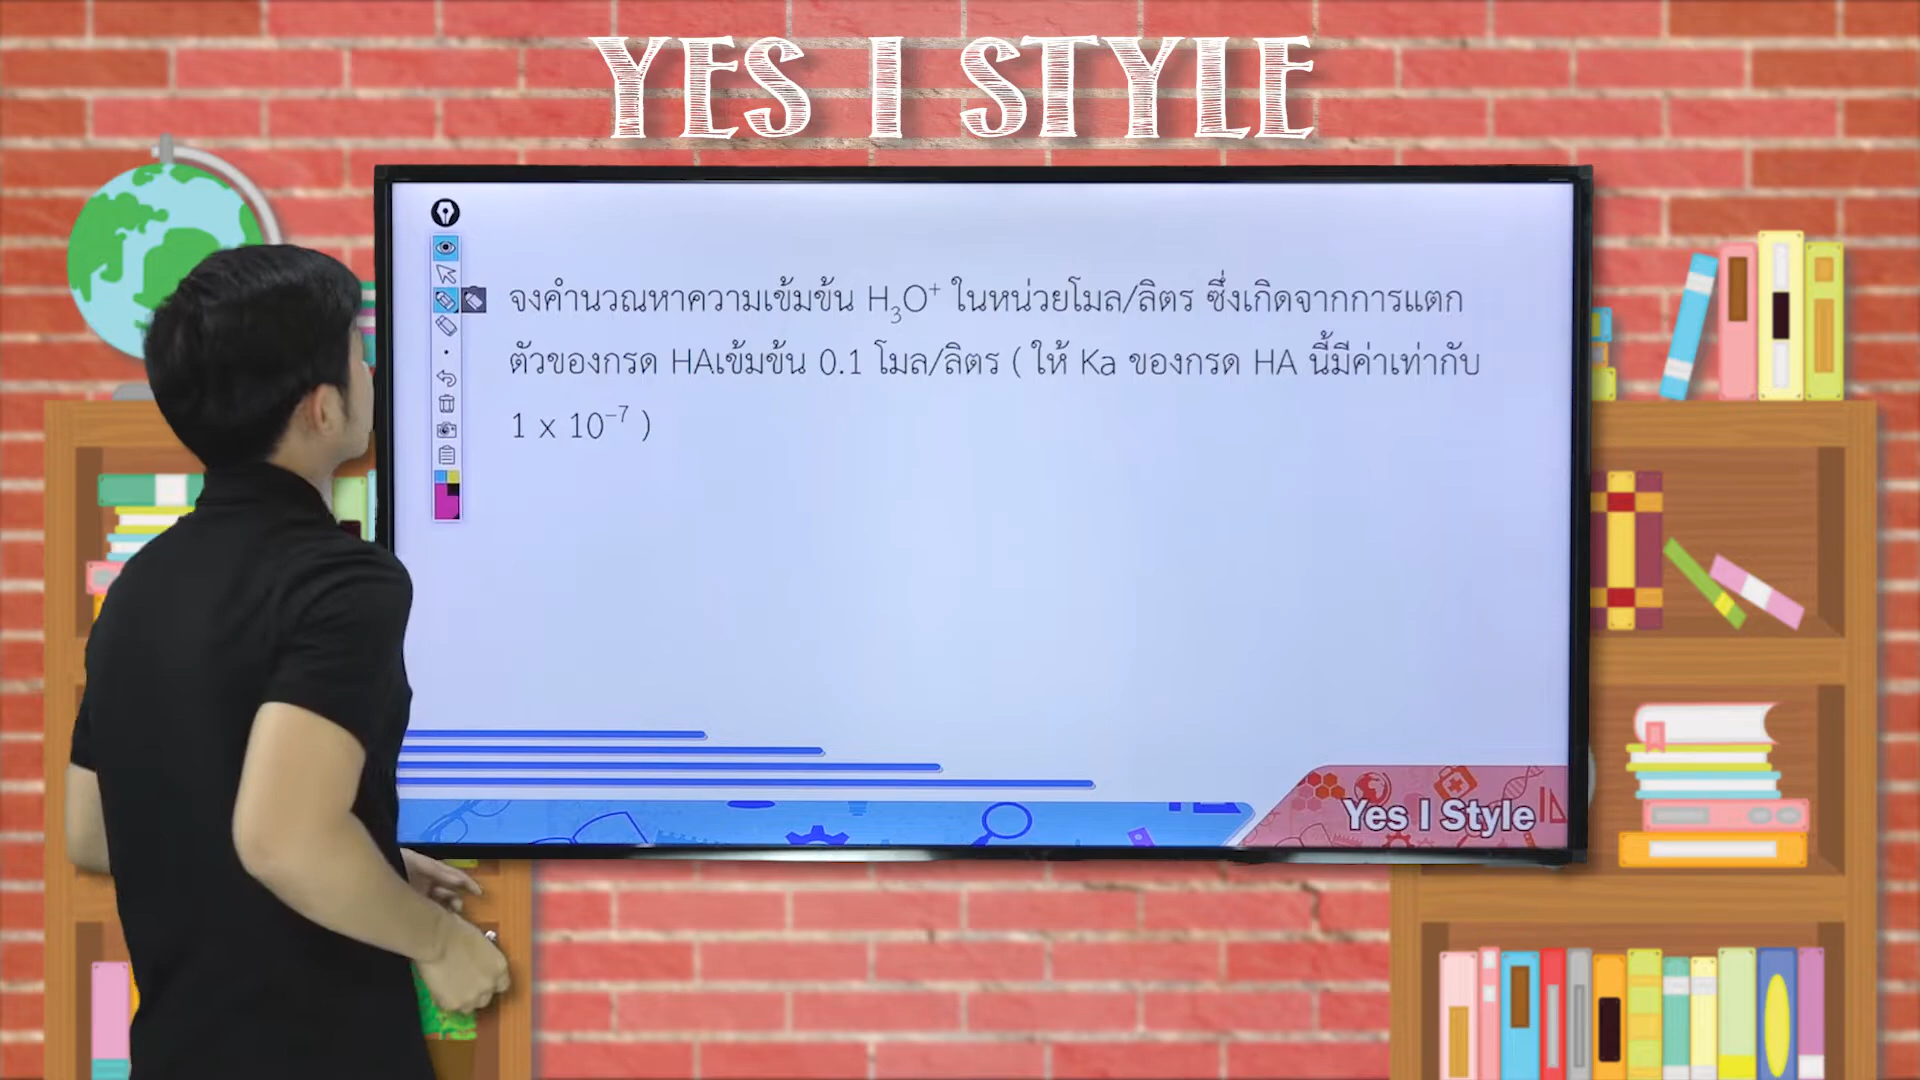 YES I STYLE
จงคำนวณหาความเข้มข้น H₃O⁺ ในหน่วยโมล/ลิตร ซึ่งเกิดจากการแตก
ตัวของกรด HAเข้มข้น 0.1 โมล/ลิตร ( ให้ Ka ของกรด HA นี้มีค่าเท่ากับ
1 x 10⁻⁷ )
Yes I Style